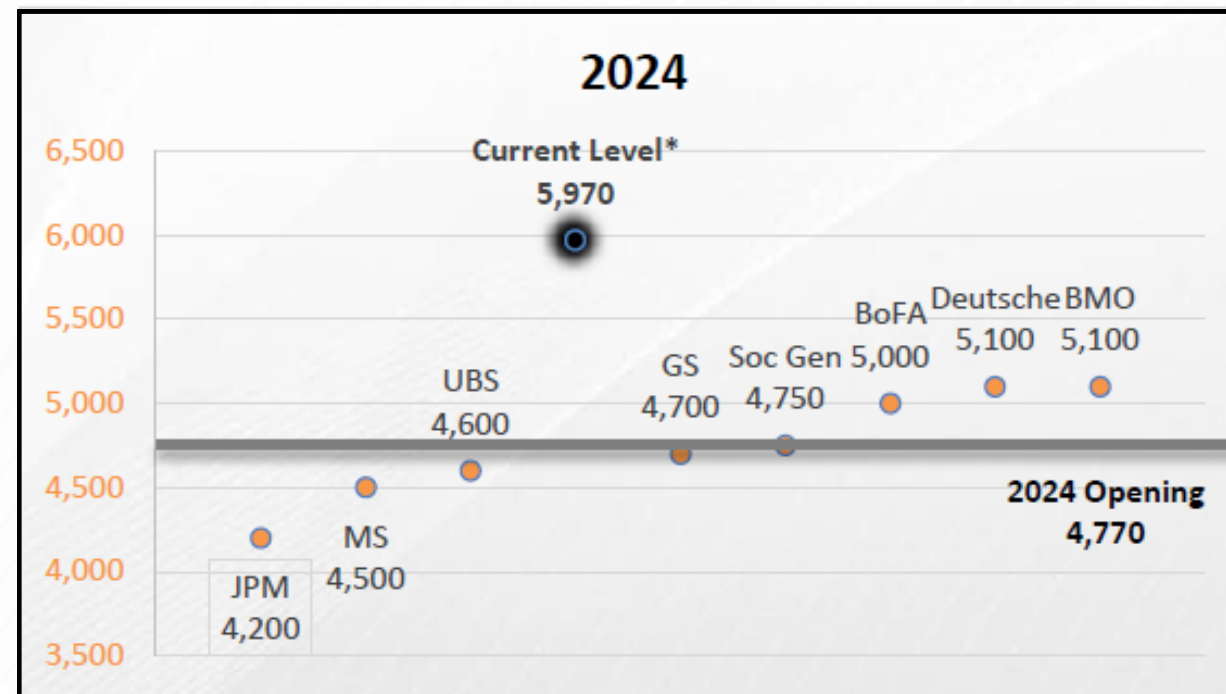 2024
6,500
6,000
5,500
5,000
4,500
4,000
3,500
Current Level*
5,970
JPM
4,200
MS
4,500
UBS
4,600
GS
4,700
Soc Gen
4,750
BoFA
5,000
Deutsche
5,100
BMO
5,100
2024 Opening
4,770